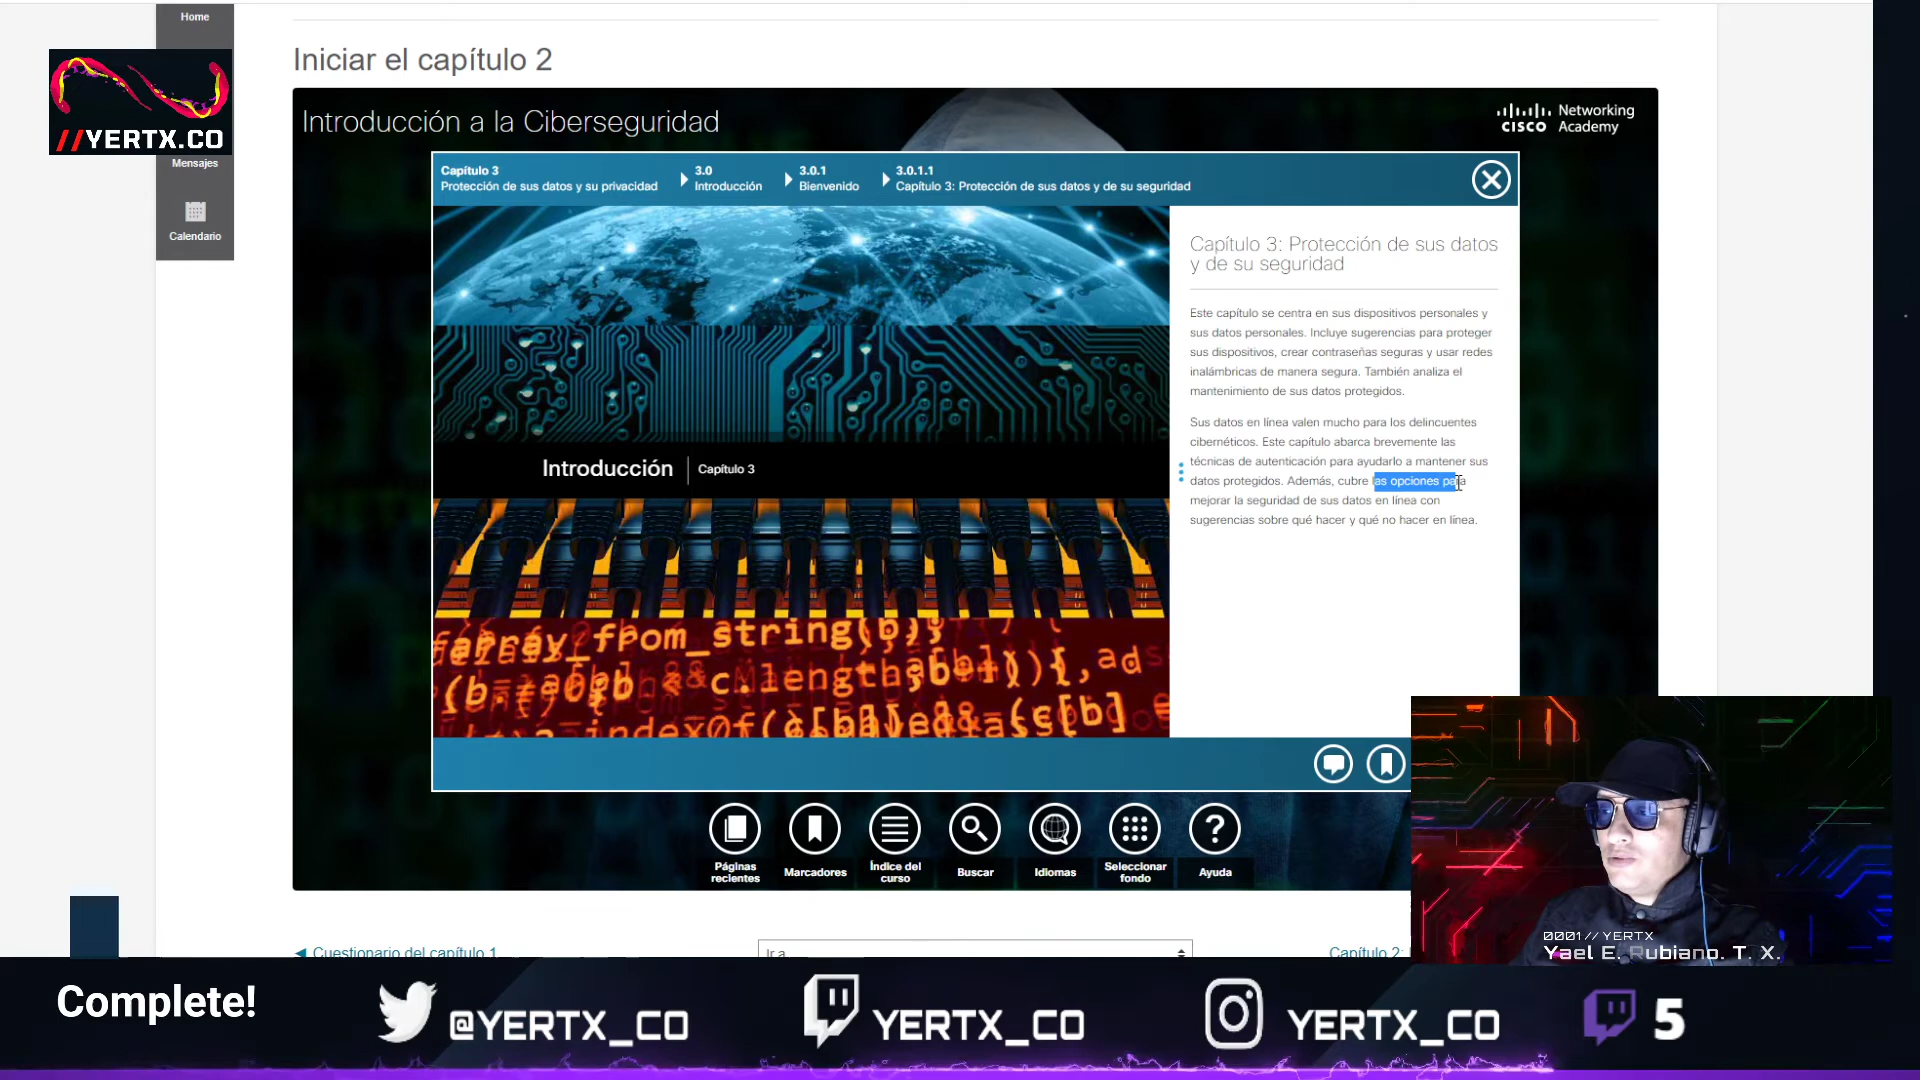 Home
Iniciar el capítulo 2
//YERTX.CO
Mensajes
Calendario
Introducción a la Ciberseguridad
Networking
CISCO Academy
Capítulo 3
Protección de sus datos y su privacidad
3.0
Introducción
3.0.1
Bienvenido
3.0.1.1
Capítulo 3: Protección de sus datos y de su seguridad
Capítulo 3: Protección de sus datos
y de su seguridad
Este capítulo se centra en sus dispositivos personales y
sus datos personales. Incluye sugerencias para proteger
sus dispositivos, crear contraseñas seguras y usar redes
inalámbricas de manera segura. También analiza el
mantenimiento de sus datos protegidos.
Sus datos en línea valen mucho para los delincuentes
cibernéticos. Este capítulo abarca brevemente las
técnicas de autenticación para ayudarlo a mantener sus
datos protegidos. Además, cubre las opciones para
mejorar la seguridad de sus datos en línea con
sugerencias sobre qué hacer y qué no hacer en línea.
Introducción
Capítulo 3
array_from_string(b),
c.length;
indexOf(
Páginas
recientes
Marcadores
Índice del
curso
Buscar
Idiomas
Seleccionar
fondo
?
Ayuda
0001 // YERTX
Yael E. Rubiano. T. X.
Cuestionario del capítulo 1
Ir a
Capítulo 2:
Complete!
@YERTX_CO
YERTX_CO
YERTX_CO
5